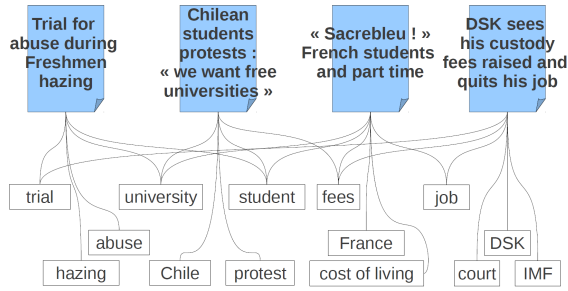 Trial for
abuse during
Freshmen
hazing
Chilean
students
protests :
« we want free
universities »
« Sacrebleu ! »
French students
and part time
DSK sees
his custody
fees raised and
quits his job
trial
university
student
fees
job
abuse
France
DSK
hazing
Chile
protest
cost of living
court
IMF